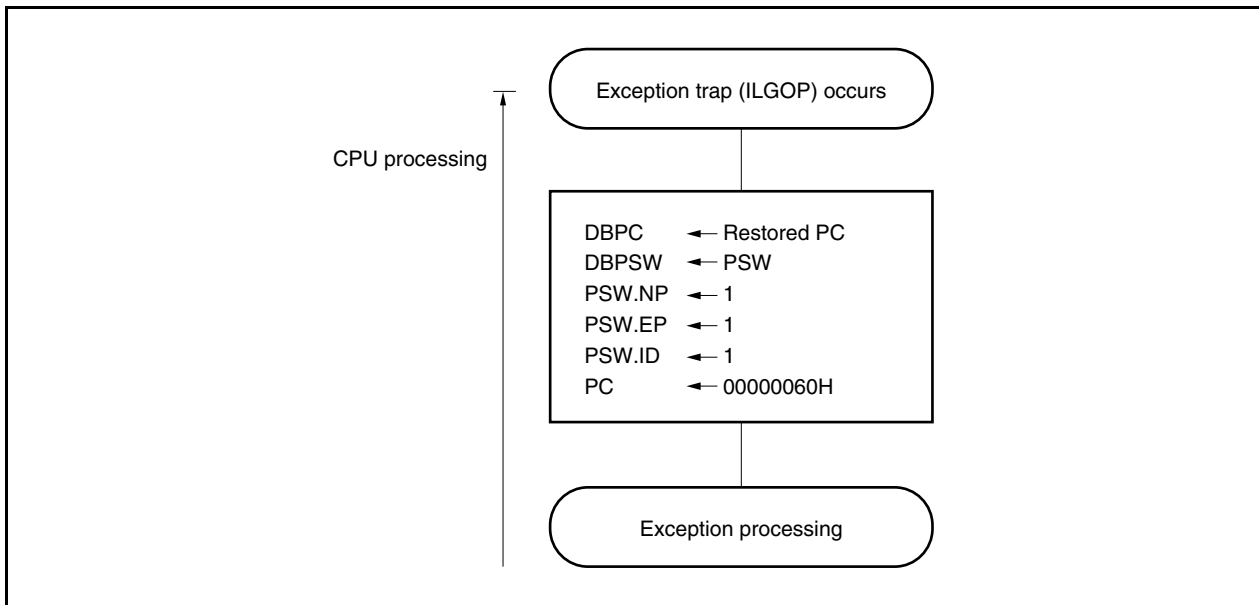 Exception trap (ILGOP) occurs
CPU processing
DBPC ← Restored PC
DBPSW ← PSW
PSW.NP ← 1
PSW.EP ← 1
PSW.ID ← 1
PC ← 00000060H
Exception processing